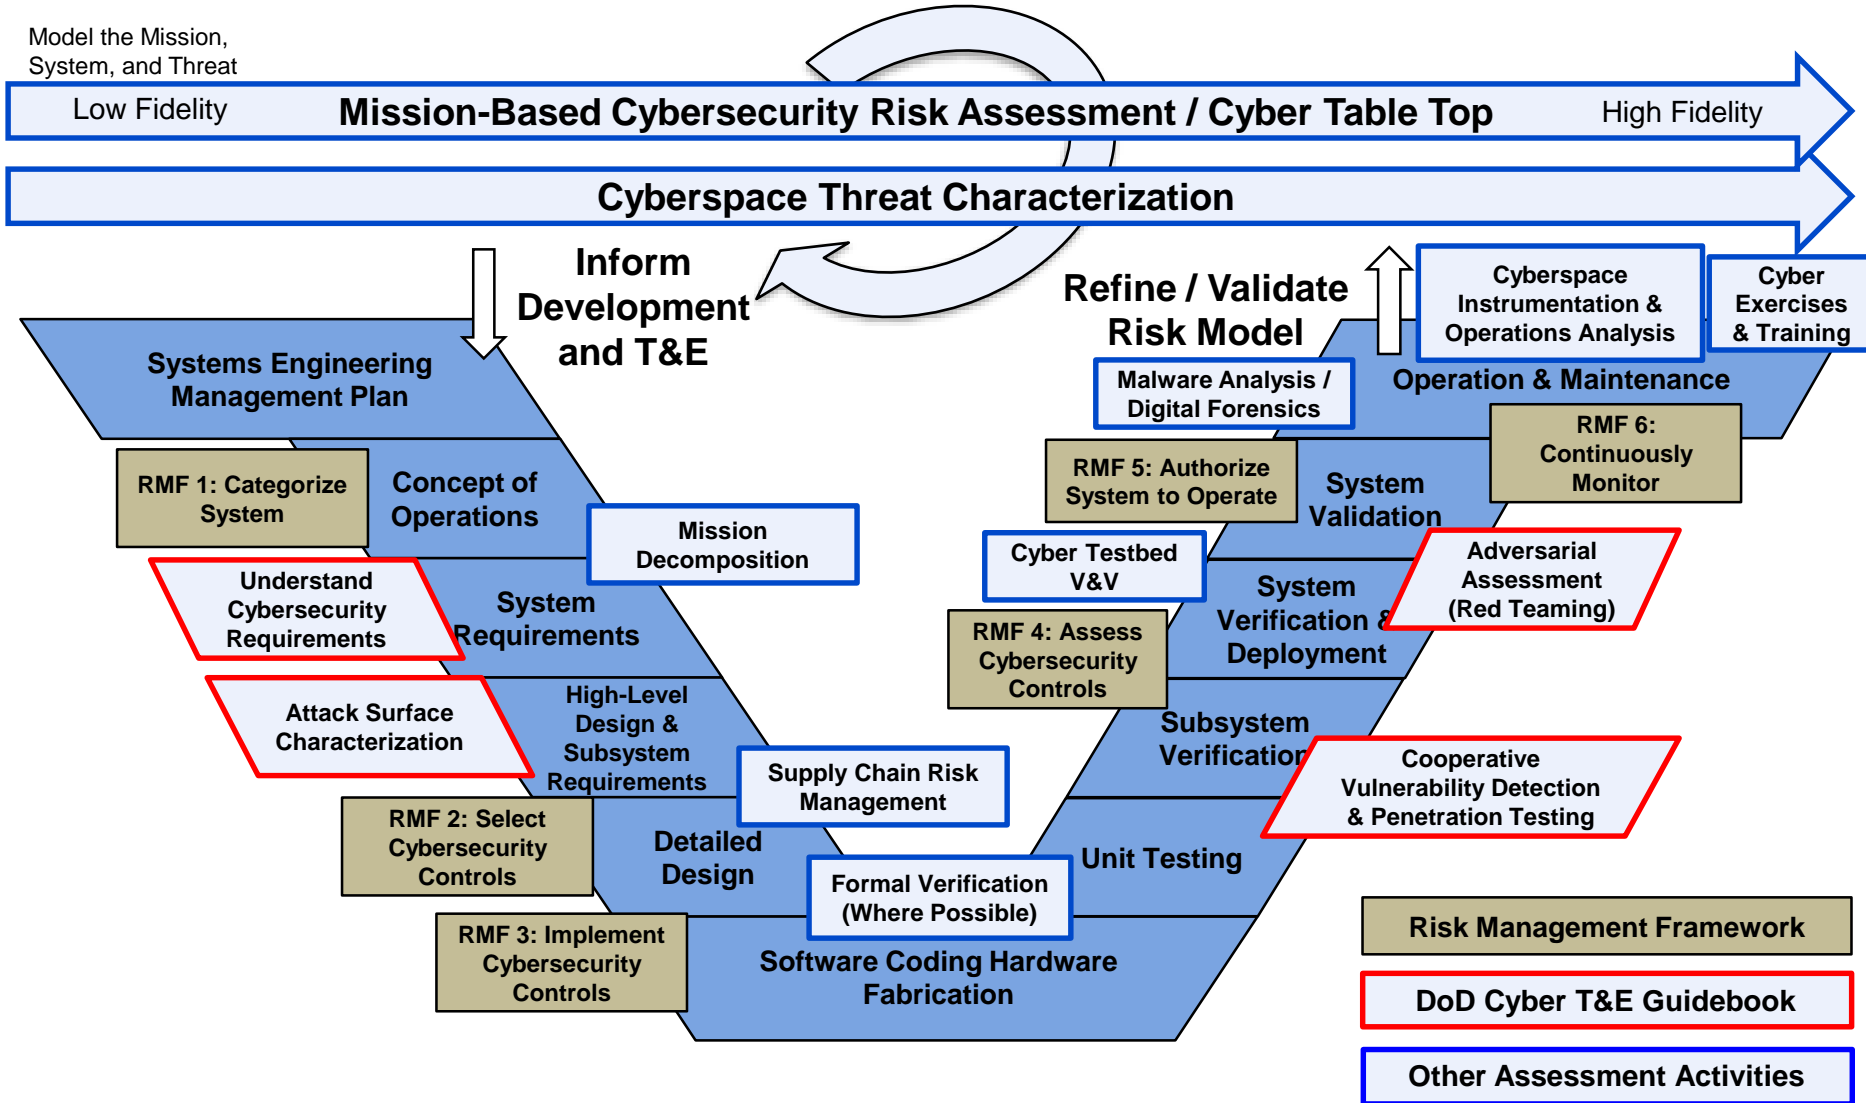 Model the Mission,
System, and Threat
Low Fidelity
Mission-Based Cybersecurity Risk Assessment / Cyber Table Top
High Fidelity
Cyberspace Threat Characterization
Inform
Development
and T&E
Refine / Validate
Risk Model
Cyberspace
Instrumentation &
Operations Analysis
Cyber
Exercises
& Training
Systems Engineering
Management Plan
Malware Analysis /
Digital Forensics
Operation & Maintenance
RMF 1: Categorize
System
Concept of
Operations
Mission
Decomposition
RMF 5: Authorize
System to Operate
System
Validation
RMF 6:
Continuously
Monitor
Understand
Cybersecurity
Requirements
System
Requirements
Cyber Testbed
V&V
System
Verification &
Deployment
Adversarial
Assessment
(Red Teaming)
RMF 4: Assess
Cybersecurity
Controls
Attack Surface
Characterization
High-Level
Design &
Subsystem
Requirements
Supply Chain Risk
Management
Subsystem
Verification
Cooperative
Vulnerability Detection
& Penetration Testing
RMF 2: Select
Cybersecurity
Controls
Detailed
Design
Formal Verification
(Where Possible)
Unit Testing
RMF 3: Implement
Cybersecurity
Controls
Software Coding Hardware
Fabrication
Risk Management Framework
DoD Cyber T&E Guidebook
Other Assessment Activities